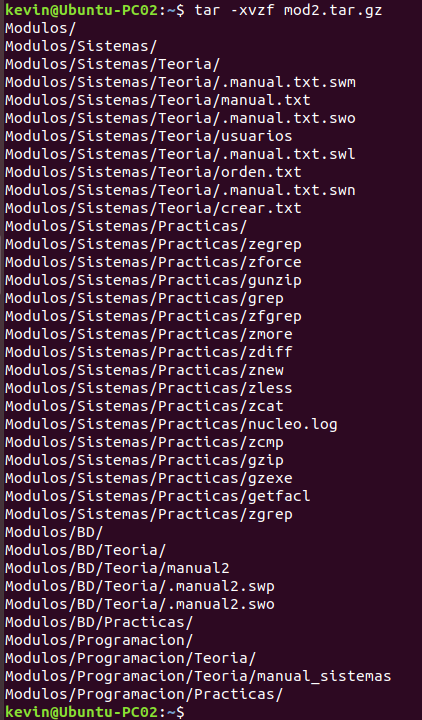 kevin@Ubuntu-PC02:~$ tar -xvzf mod2.tar.gz
Modulos/
Modulos/Sistemas/
Modulos/Sistemas/Teoria/
Modulos/Sistemas/Teoria/.manual.txt.swm
Modulos/Sistemas/Teoria/manual.txt
Modulos/Sistemas/Teoria/.manual.txt.swo
Modulos/Sistemas/Teoria/usuarios
Modulos/Sistemas/Teoria/.manual.txt.swl
Modulos/Sistemas/Teoria/orden.txt
Modulos/Sistemas/Teoria/.manual.txt.swn
Modulos/Sistemas/Teoria/crear.txt
Modulos/Sistemas/Practicas/
Modulos/Sistemas/Practicas/zegrep
Modulos/Sistemas/Practicas/zforce
Modulos/Sistemas/Practicas/gunzip
Modulos/Sistemas/Practicas/grep
Modulos/Sistemas/Practicas/zfgrep
Modulos/Sistemas/Practicas/zmore
Modulos/Sistemas/Practicas/zdiff
Modulos/Sistemas/Practicas/znew
Modulos/Sistemas/Practicas/zless
Modulos/Sistemas/Practicas/zcat
Modulos/Sistemas/Practicas/nucleo.log
Modulos/Sistemas/Practicas/zcmp
Modulos/Sistemas/Practicas/gzip
Modulos/Sistemas/Practicas/gzexe
Modulos/Sistemas/Practicas/getfacl
Modulos/Sistemas/Practicas/zgrep
Modulos/BD/
Modulos/BD/Teoria/
Modulos/BD/Teoria/manual2
Modulos/BD/Teoria/.manual2.swp
Modulos/BD/Teoria/.manual2.swo
Modulos/BD/Practicas/
Modulos/Programacion/
Modulos/Programacion/Teoria/
Modulos/Programacion/Teoria/manual_sistemas
Modulos/Programacion/Practicas/
kevin@Ubuntu-PC02:~$